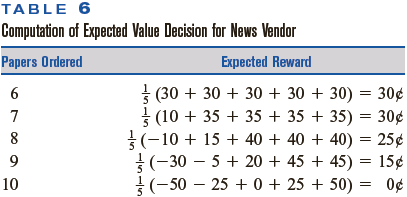 TABLE 6
Computation of Expected Value Decision for News Vendor
Papers Ordered Expected Reward
6 1/5 (30 + 30 + 30 + 30 + 30) = 30¢
7 1/5 (10 + 35 + 35 + 35 + 35) = 30¢
8 1/5 (−10 + 15 + 40 + 40 + 40) = 25¢
9 1/5 (−30 − 5 + 20 + 45 + 45) = 15¢
10 1/5 (−50 − 25 + 0 + 25 + 50) = 0¢